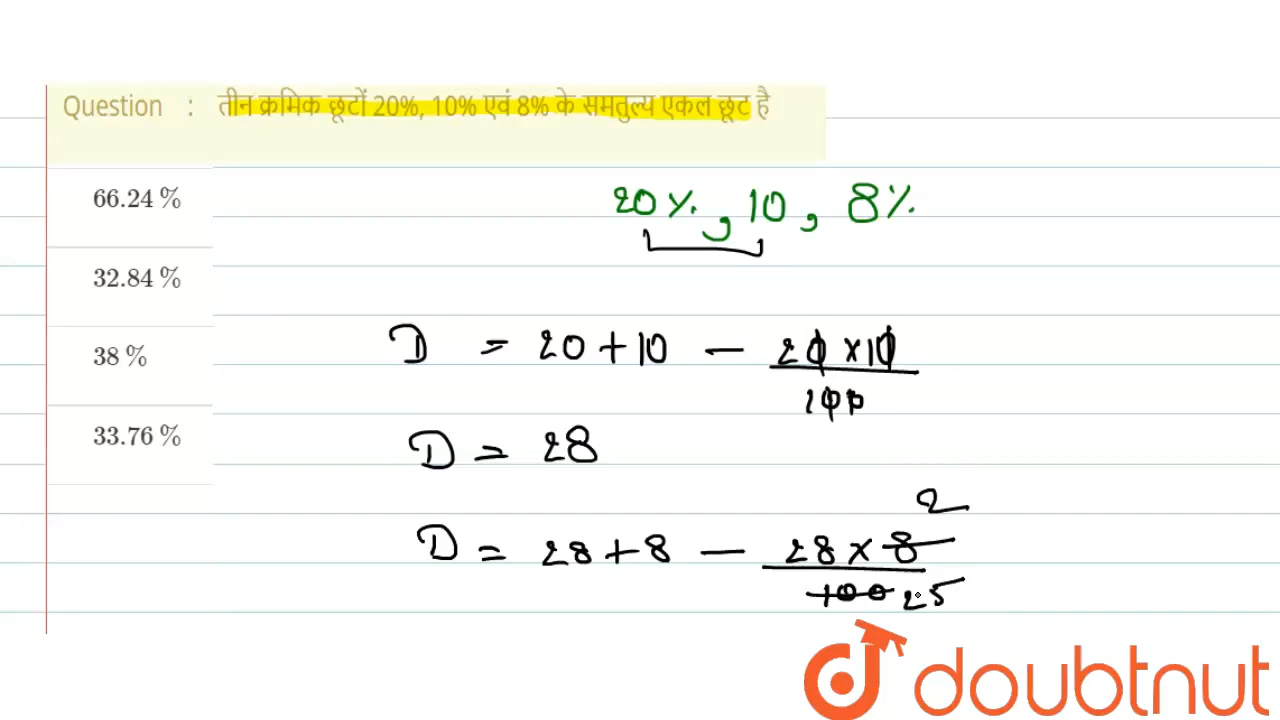 Question : तीन क्रमिक छूटों 20%, 10% एवं 8% के समतुल्य एकल छूट है
66.24 %
32.84 %
38 %
33.76 %
20%, 10, 8%
D = 20 + 10 - 20 × 10
100
D = 28
2
D = 28 + 8 - 28 × 8
100 25
doubtnut